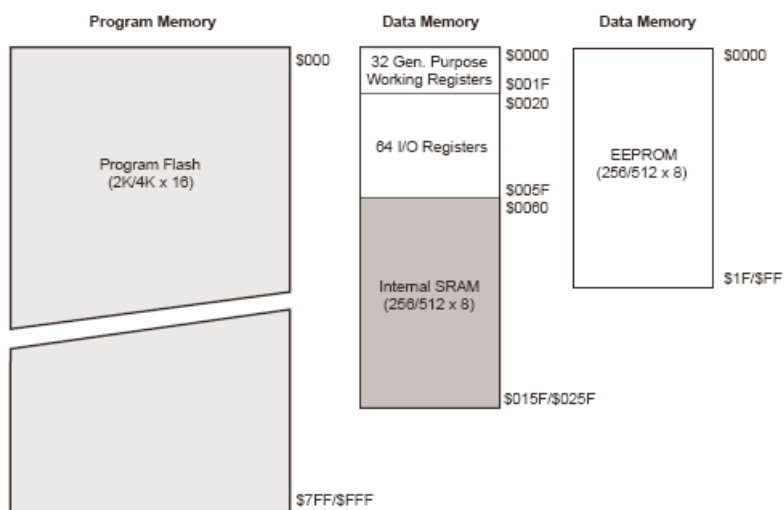 Program Memory
$000
Program Flash
(2K/4K x 16)
$7FF/$FFF
Data Memory
32 Gen. Purpose
Working Registers
$0000
$001F
$0020
64 I/O Registers
$005F
$0060
Internal SRAM
(256/512 x 8)
$015F/$025F
Data Memory
$0000
EEPROM
(256/512 x 8)
$1F/$FF